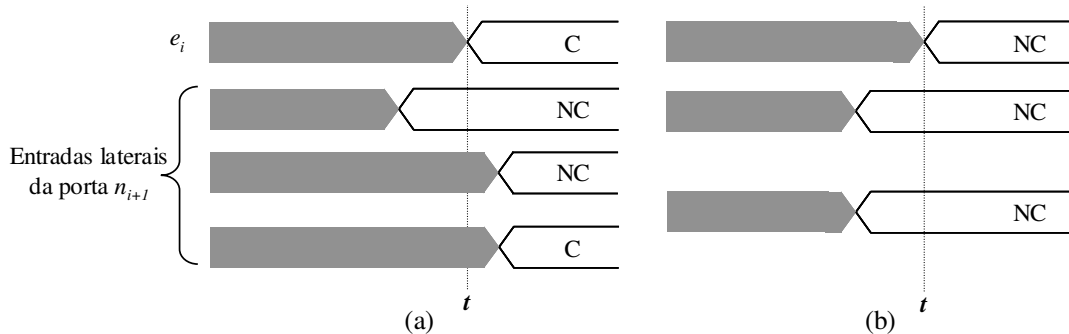 e_i
C
NC
NC
Entradas laterais
da porta n_{i+1}
NC
NC
C
NC
t
t
(a)
(b)